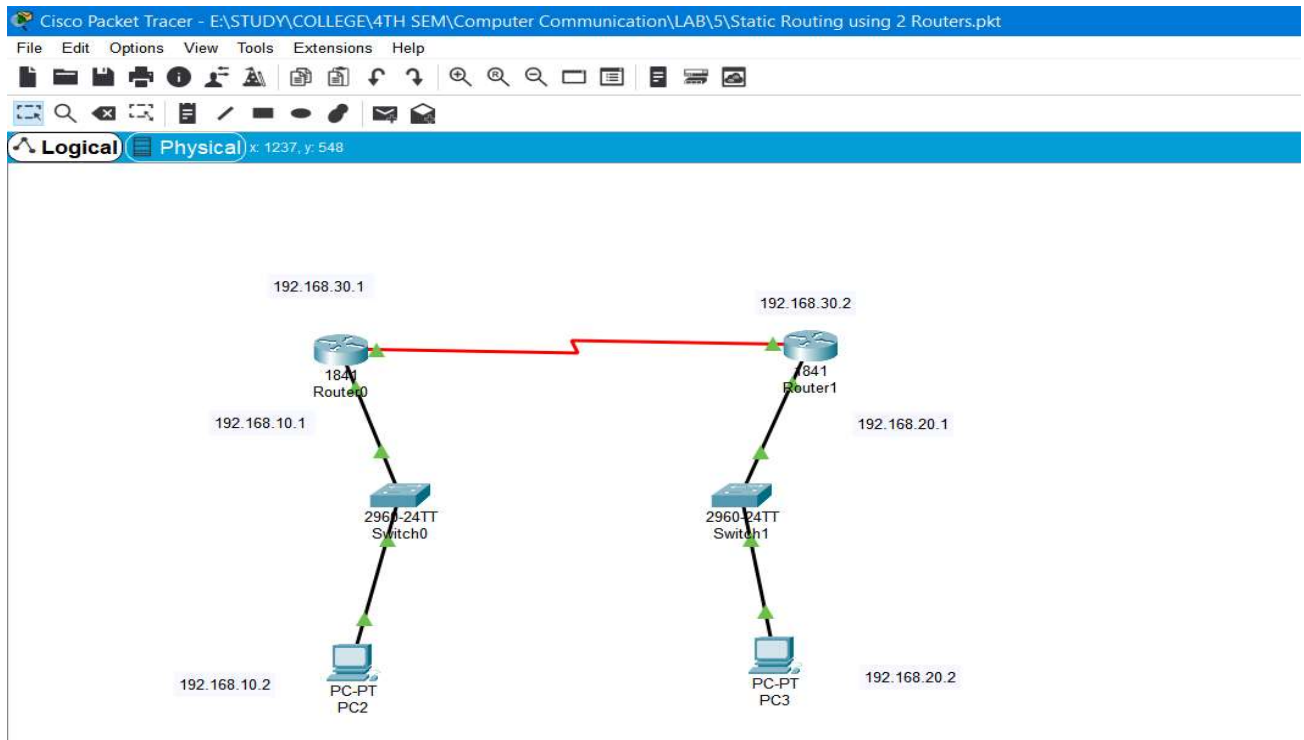 Cisco Packet Tracer - E:\STUDY\COLLEGE\4TH SEM\Computer Communication\LAB\5\Static Routing using 2 Routers.pkt
File Edit Options View Tools Extensions Help
Logical Physical x: 1237, y: 548
192.168.30.1
192.168.30.2
1841
Router0
1841
Router1
192.168.10.1
192.168.20.1
2960-24TT
Switch0
2960-24TT
Switch1
192.168.10.2
PC-PT
PC2
PC-PT
PC3
192.168.20.2